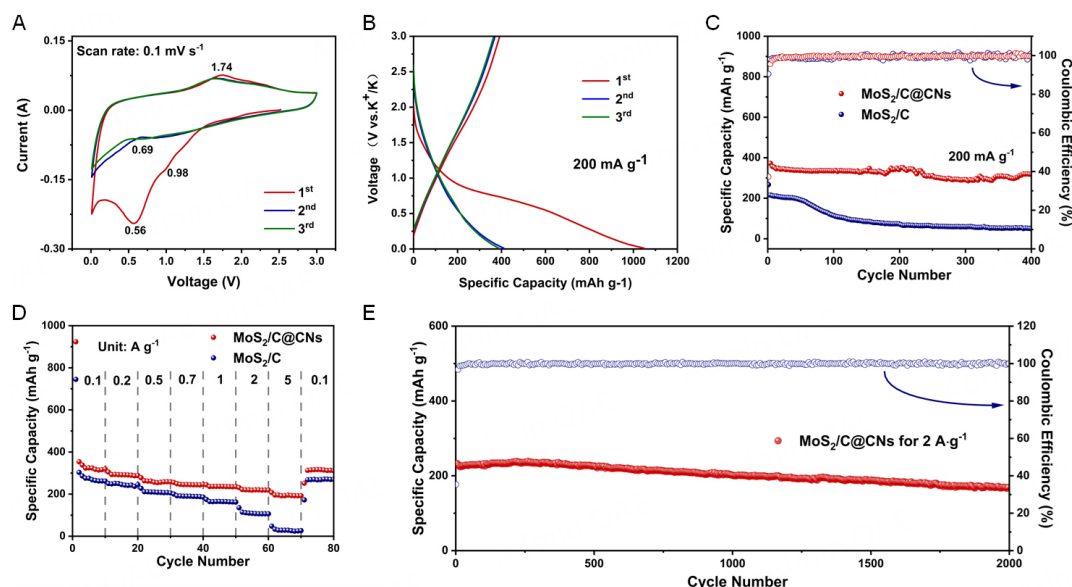 A
Scan rate: 0.1 mV s⁻¹
1.74
0.69
0.98
0.56
1ˢᵗ
2ⁿᵈ
3ʳᵈ
0.15
0.00
-0.15
-0.30
0.0 0.5 1.0 1.5 2.0 2.5 3.0
Current (A)
Voltage (V)
B
1ˢᵗ
2ⁿᵈ
3ʳᵈ
200 mA g⁻¹
3.0
2.5
2.0
1.5
1.0
0.5
0.0
0 200 400 600 800 1000 1200
Voltage (V vs.K⁺/K)
Specific Capacity (mAh g-1)
C
MoS₂/C@CNs
MoS₂/C
200 mA g⁻¹
1000
800
600
400
200
0
0 100 200 300 400
120
100
80
60
40
20
0
Specific Capacity (mAh g⁻¹)
Cycle Number
Coulombic Efficiency (%)
D
Unit: A g⁻¹
MoS₂/C@CNs
MoS₂/C
0.1 0.2 0.5 0.7 1 2 5 0.1
1000
800
600
400
200
0
0 10 20 30 40 50 60 70 80
Specific Capacity (mAh g⁻¹)
Cycle Number
E
MoS₂/C@CNs for 2 A·g⁻¹
600
400
200
0
0 500 1000 1500 2000
120
100
80
60
40
20
0
Specific Capacity (mAh g⁻¹)
Cycle Number
Coulombic Efficiency (%)